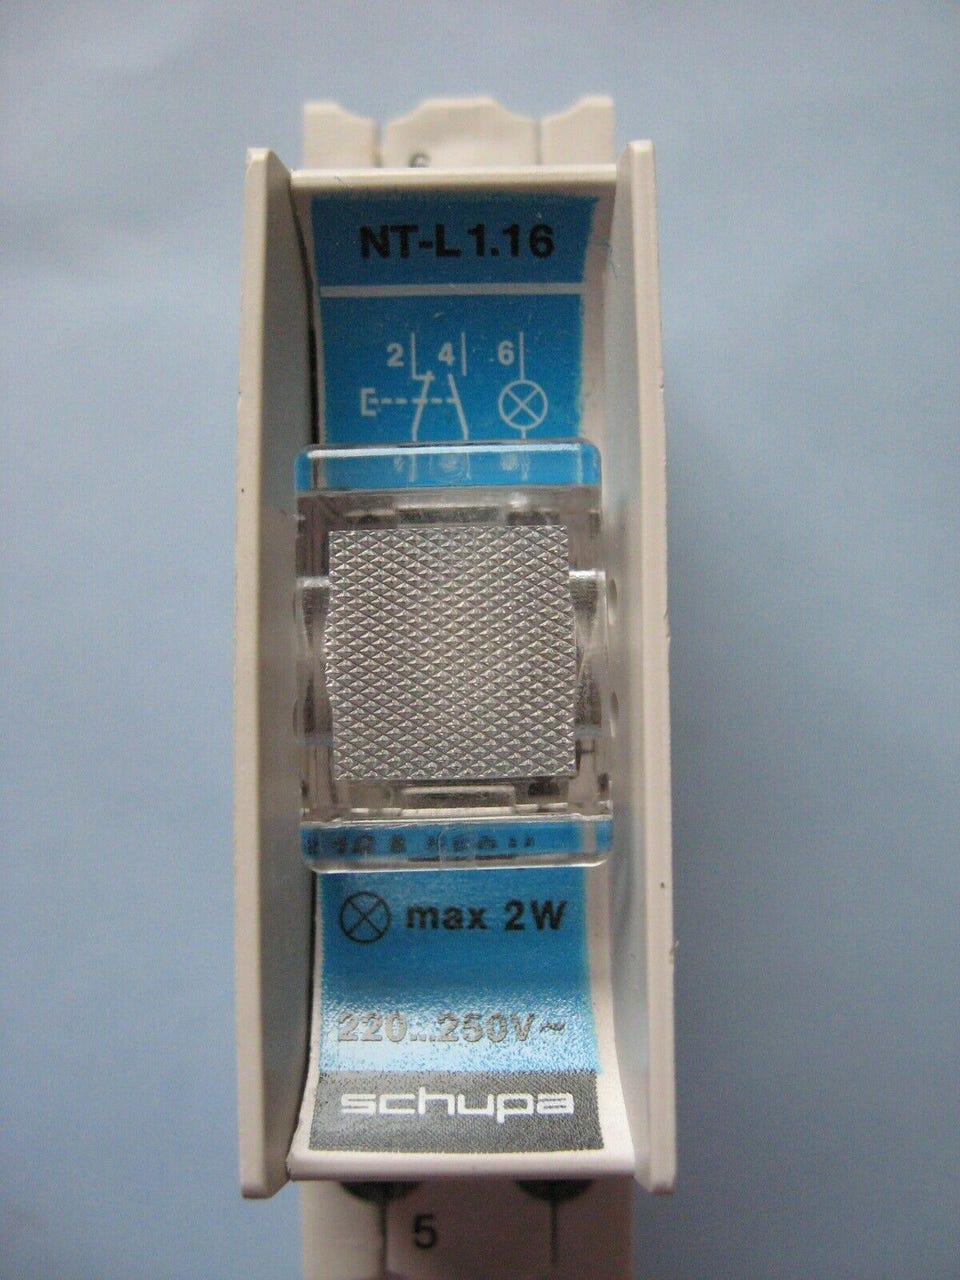 6
NT-L1.16
2 4 6
max 2W
220...250V~
schupa
5